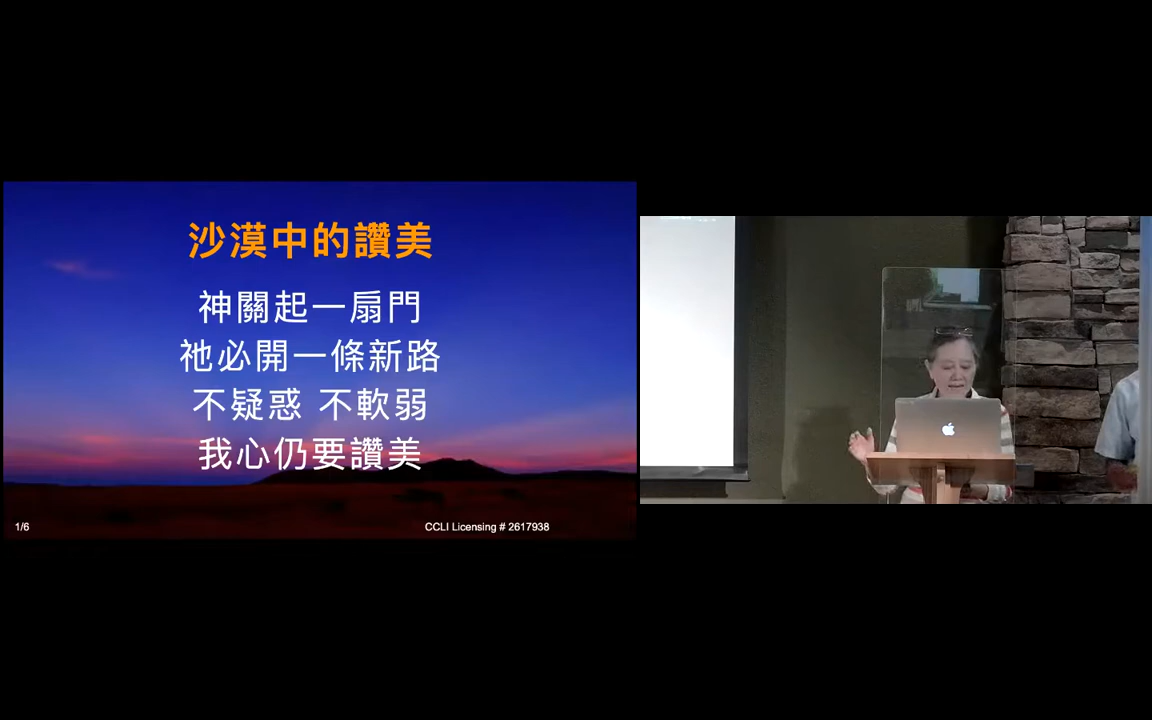 沙漠中的讚美
神關起一扇門
祂必開一條新路
不疑惑 不軟弱
我心仍要讚美
1/6
CCLI Licensing # 2617938